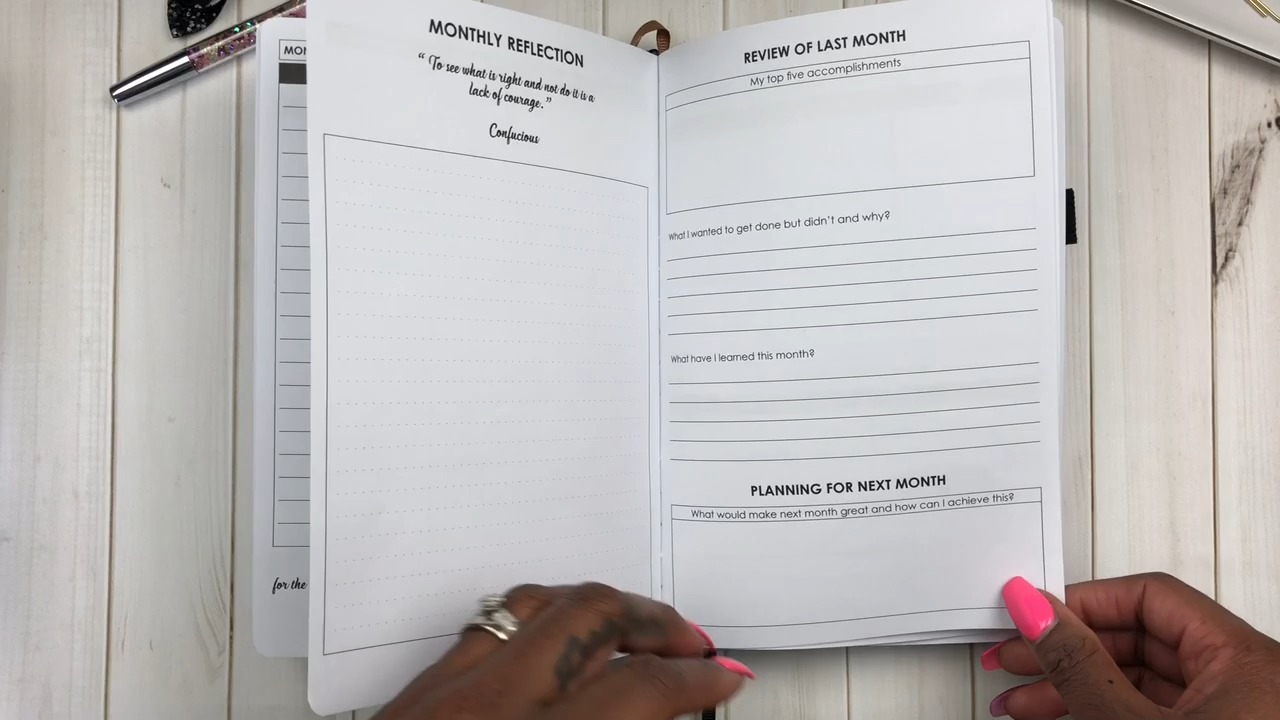 MON
for the
MONTHLY REFLECTION
“ To see what is right and not do it is a
lack of courage.”
Confucious
REVIEW OF LAST MONTH
My top five accomplishments
What I wanted to get done but didn't and why?
What have I learned this month?
PLANNING FOR NEXT MONTH
What would make next month great and how can I achieve this?